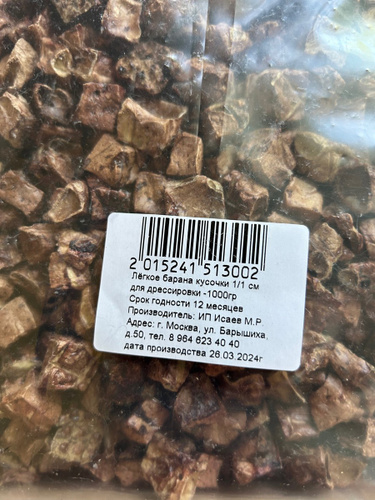 2 015241 513002
Лёгкое барана кусочки 1/1 см
для дрессировки -1000гр
Срок годности 12 месяцев
Производитель: ИП Исаев М.Р.
Адрес: г. Москва, ул. Барышиха,
д.50, тел. 8 964 623 40 40
дата производства 26.03.2024г